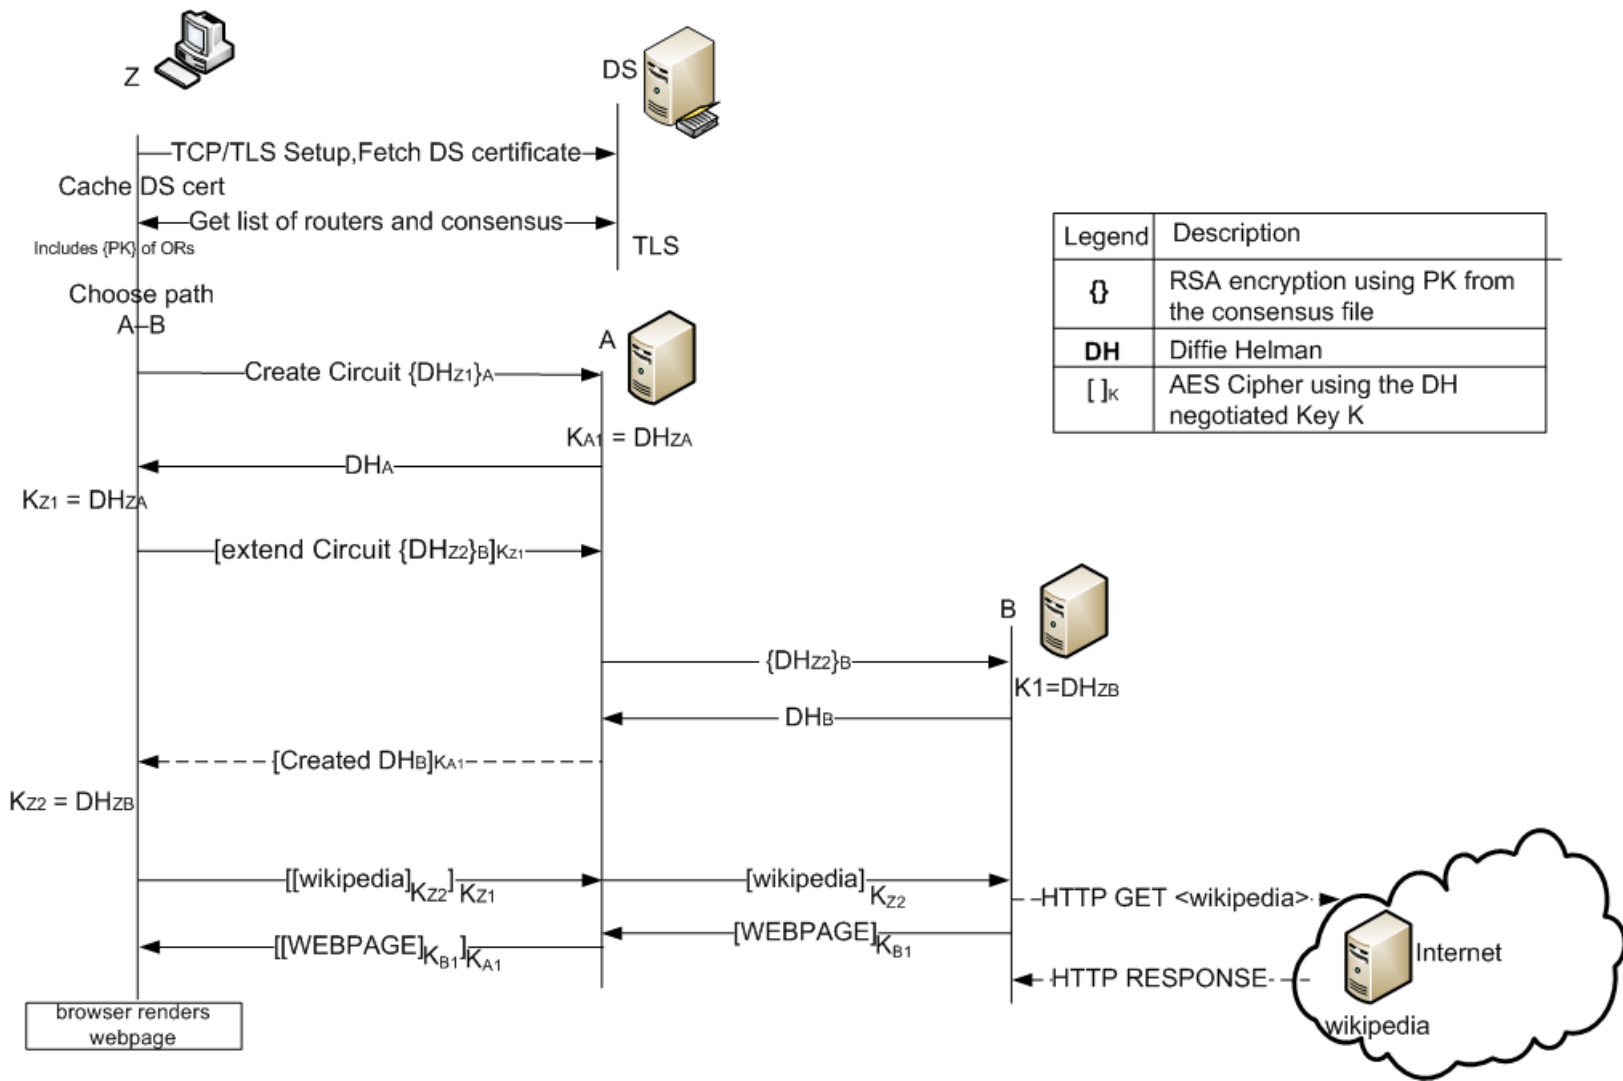 Z
DS
TCP/TLS Setup,Fetch DS certificate
Cache DS cert
Get list of routers and consensus
Includes {PK} of ORs
TLS
Choose path
A–B
Legend Description
{} RSA encryption using PK from
the consensus file
DH Diffie Helman
[ ]K AES Cipher using the DH
negotiated Key K
A
Create Circuit {DHZ1}A
KA1 = DHZA
DHA
KZ1 = DHZA
[extend Circuit {DHZ2}B]KZ1
B
{DHZ2}B
K1=DHZB
DHB
[Created DHB]KA1
KZ2 = DHZB
[[wikipedia]KZ2]KZ1
[wikipedia]KZ2
HTTP GET <wikipedia>
[[WEBPAGE]KB1]KA1
[WEBPAGE]KB1
Internet
HTTP RESPONSE
wikipedia
browser renders
webpage